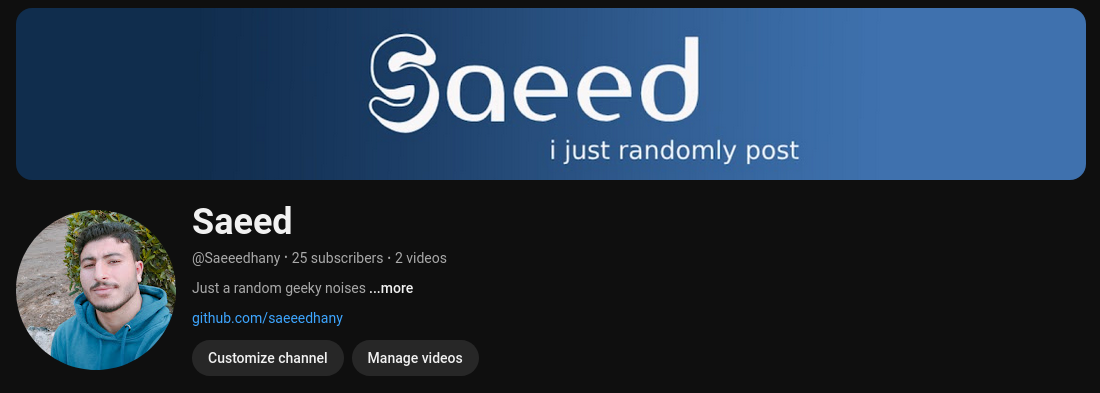 Saeed
i just randomly post
Saeed
@Saeeedhany · 25 subscribers · 2 videos
Just a random geeky noises ...more
github.com/saeeedhany
Customize channel Manage videos